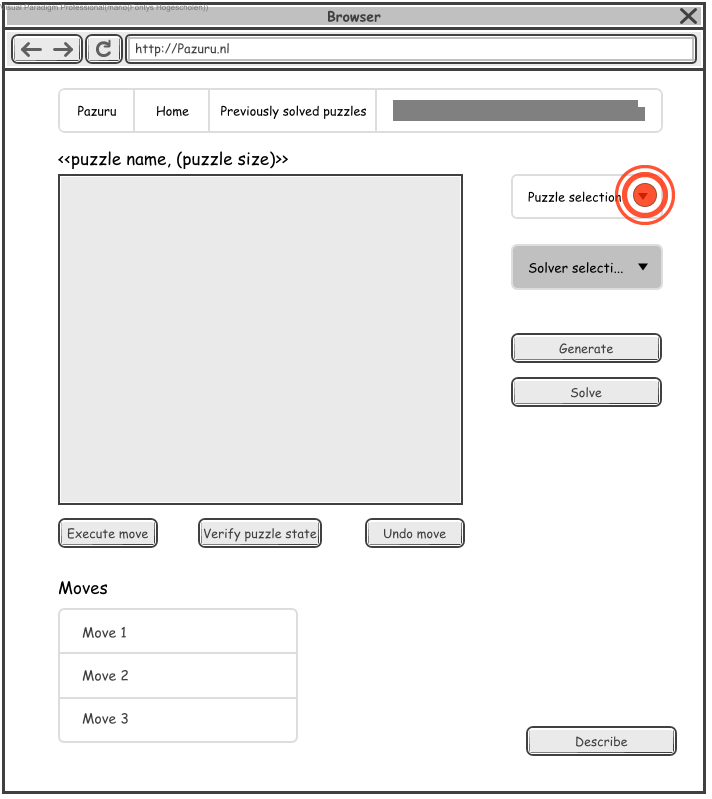 Visual Paradigm Professional(mano(Fontys Hogescholen))
Browser
http://Pazuru.nl
Pazuru Home Previously solved puzzles
<<puzzle name, (puzzle size)>>
Puzzle selection
Solver selecti...
Generate
Solve
Execute move Verify puzzle state Undo move
Moves
Move 1
Move 2
Move 3
Describe